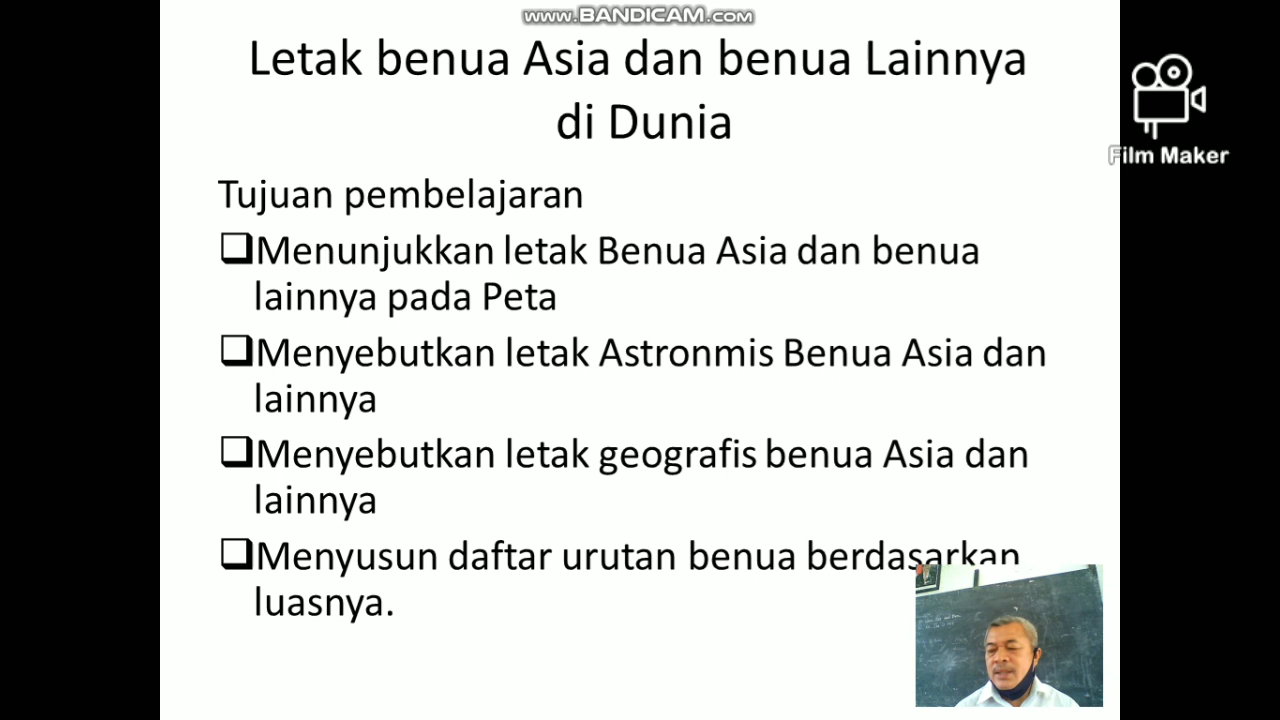 www.BANDICAM.com
Letak benua Asia dan benua Lainnya
di Dunia
Film Maker
Tujuan pembelajaran
Menunjukkan letak Benua Asia dan benua
lainnya pada Peta
Menyebutkan letak Astronmis Benua Asia dan
lainnya
Menyebutkan letak geografis benua Asia dan
lainnya
Menyusun daftar urutan benua berdasarkan
luasnya.